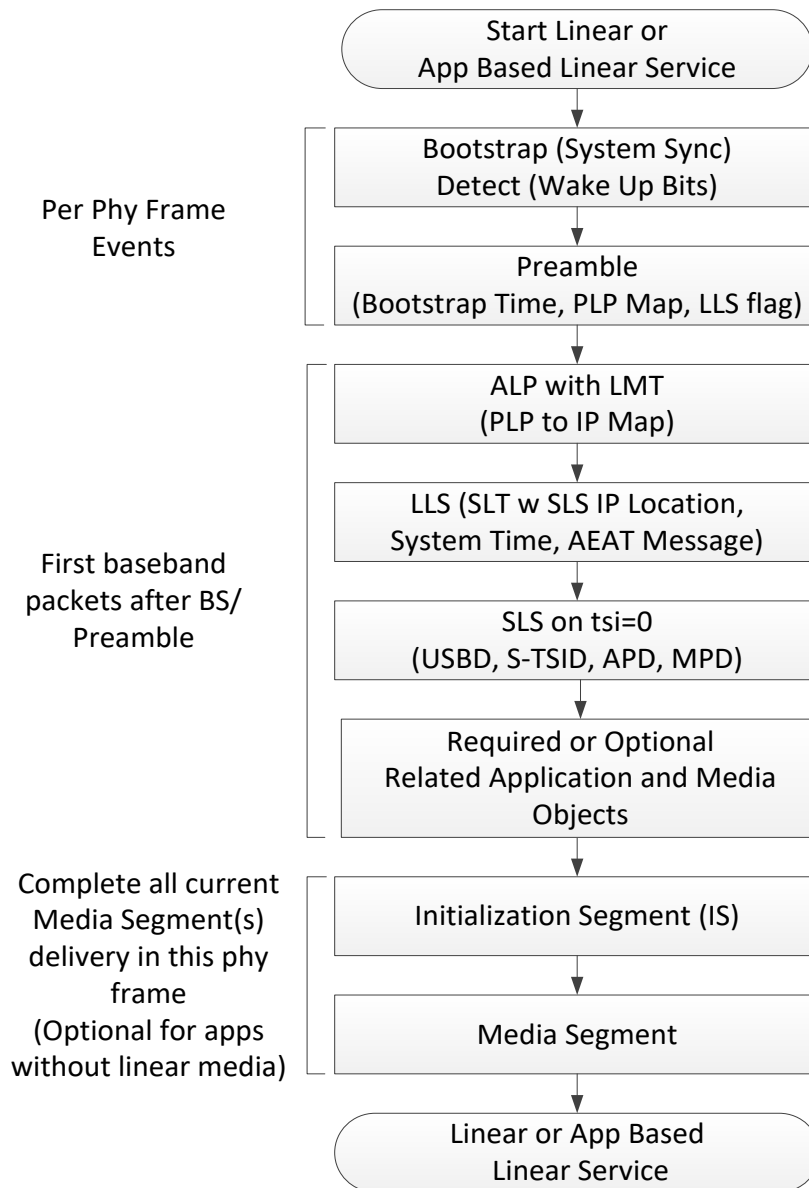 Start Linear or
App Based Linear Service
Per Phy Frame
Events
Bootstrap (System Sync)
Detect (Wake Up Bits)
Preamble
(Bootstrap Time, PLP Map, LLS flag)
First baseband
packets after BS/
Preamble
ALP with LMT
(PLP to IP Map)
LLS (SLT w SLS IP Location,
System Time, AEAT Message)
SLS on tsi=0
(USBD, S-TSID, APD, MPD)
Required or Optional
Related Application and Media
Objects
Complete all current
Media Segment(s)
delivery in this phy
frame
(Optional for apps
without linear media)
Initialization Segment (IS)
Media Segment
Linear or App Based
Linear Service